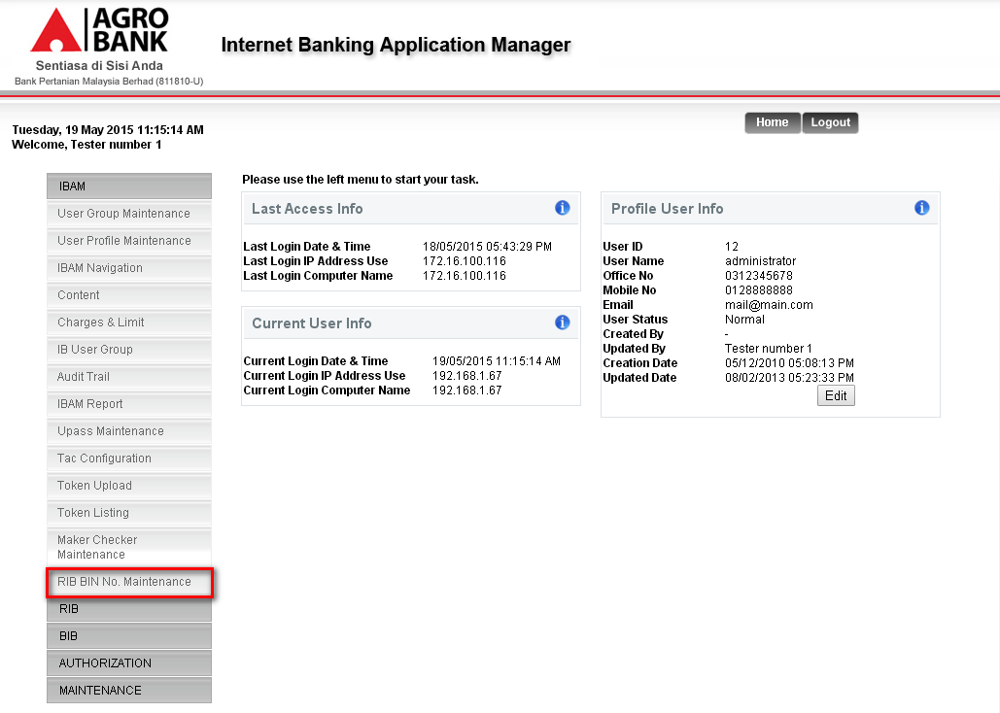 AGRO
BANK
Sentiasa di Sisi Anda
Bank Pertanian Malaysia Berhad (811810-U)
Internet Banking Application Manager
Tuesday, 19 May 2015 11:15:14 AM
Welcome, Tester number 1
Home
Logout
IBAM
User Group Maintenance
User Profile Maintenance
IBAM Navigation
Content
Charges & Limit
IB User Group
Audit Trail
IBAM Report
Upass Maintenance
Tac Configuration
Token Upload
Token Listing
Maker Checker
Maintenance
RIB BIN No. Maintenance
RIB
BIB
AUTHORIZATION
MAINTENANCE
Please use the left menu to start your task.
Last Access Info
Last Login Date & Time 18/05/2015 05:43:29 PM
Last Login IP Address Use 172.16.100.116
Last Login Computer Name 172.16.100.116
Current User Info
Current Login Date & Time 19/05/2015 11:15:14 AM
Current Login IP Address Use 192.168.1.67
Current Login Computer Name 192.168.1.67
Profile User Info
User ID 12
User Name administrator
Office No 0312345678
Mobile No 0128888888
Email mail@main.com
User Status Normal
Created By -
Updated By Tester number 1
Creation Date 05/12/2010 05:08:13 PM
Updated Date 08/02/2013 05:23:33 PM
Edit